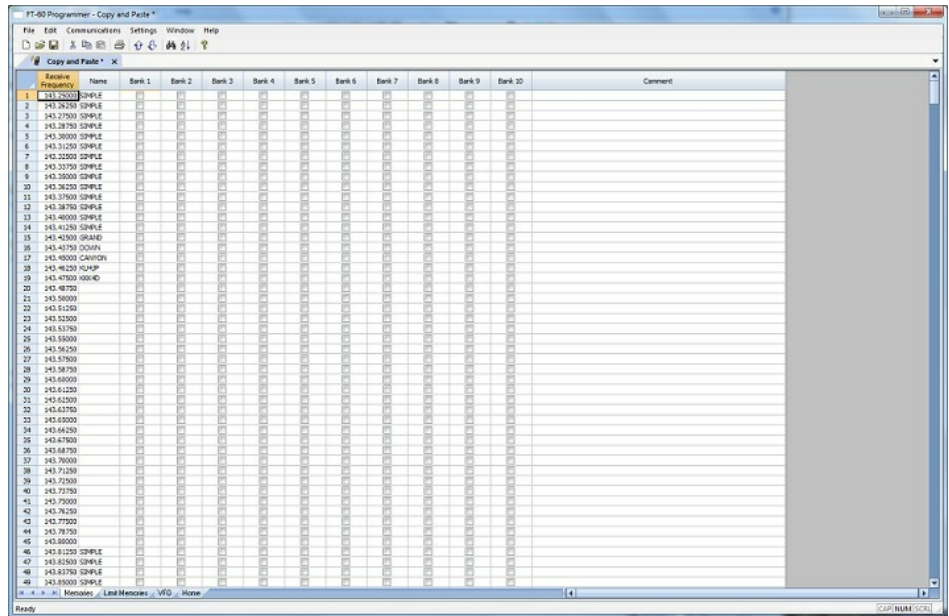 FT-60 Programmer - Copy and Paste *
File Edit Communications Settings Window Help
Copy and Paste * X
Receive Frequency Name Bank 1 Bank 2 Bank 3 Bank 4 Bank 5 Bank 6 Bank 7 Bank 8 Bank 9 Bank 10 Comment
1 143.25000 SIMPLE
2 143.26250 SIMPLE
3 143.27500 SIMPLE
4 143.28750 SIMPLE
5 143.30000 SIMPLE
6 143.31250 SIMPLE
7 143.32500 SIMPLE
8 143.33750 SIMPLE
9 143.35000 SIMPLE
10 143.36250 SIMPLE
11 143.37500 SIMPLE
12 143.38750 SIMPLE
13 143.40000 SIMPLE
14 143.41250 SIMPLE
15 143.42500 GRAND
16 143.43750 DOWN
17 143.45000 CANYON
18 143.46250
19 143.47500
20 143.48750
21 143.50000
22 143.51250
23 143.52500
24 143.53750
25 143.55000
26 143.56250
27 143.57500
28 143.58750
29 143.60000
30 143.61250
31 143.62500
32 143.63750
33 143.65000
34 143.66250
35 143.67500
36 143.68750
37 143.70000
38 143.71250
39 143.72500
40 143.73750
41 143.75000
42 143.76250
43 143.77500
44 143.78750
45 143.80000
46 143.81250 SIMPLE
47 143.82500 SIMPLE
48 143.83750 SIMPLE
49 143.85000 SIMPLE
Memories Limit Memories VFO Home
Ready CAP NUM SCRL